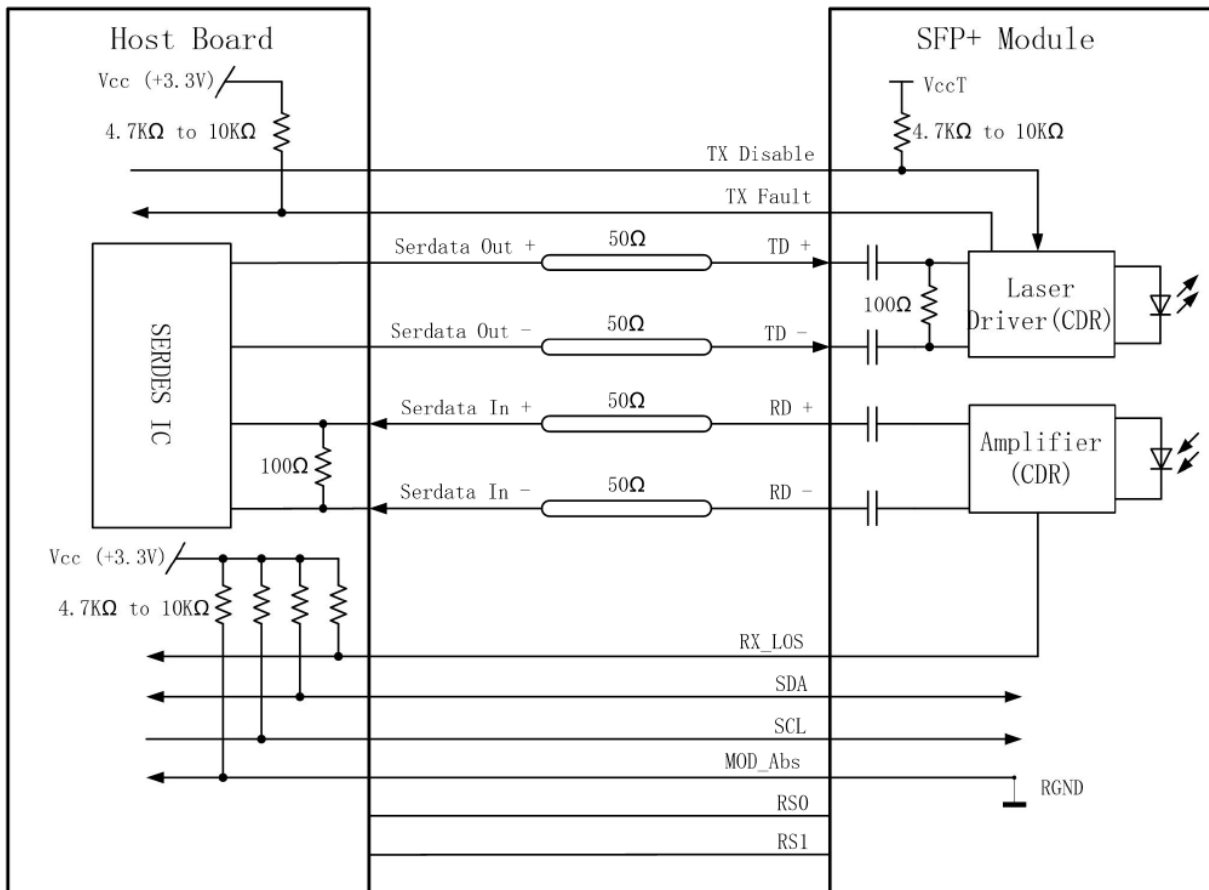 Host Board
SFP+ Module
Vcc (+3.3V)
VccT
4.7KΩ to 10KΩ
4.7KΩ to 10KΩ
TX Disable
TX Fault
Serdata Out +
50Ω
TD +
100Ω
Laser
Driver(CDR)
Serdata Out -
50Ω
TD -
SERDES IC
Serdata In +
50Ω
RD +
100Ω
Amplifier
(CDR)
Serdata In -
50Ω
RD -
Vcc (+3.3V)
4.7KΩ to 10KΩ
RX_LOS
SDA
SCL
MOD_Abs
RGND
RS0
RS1